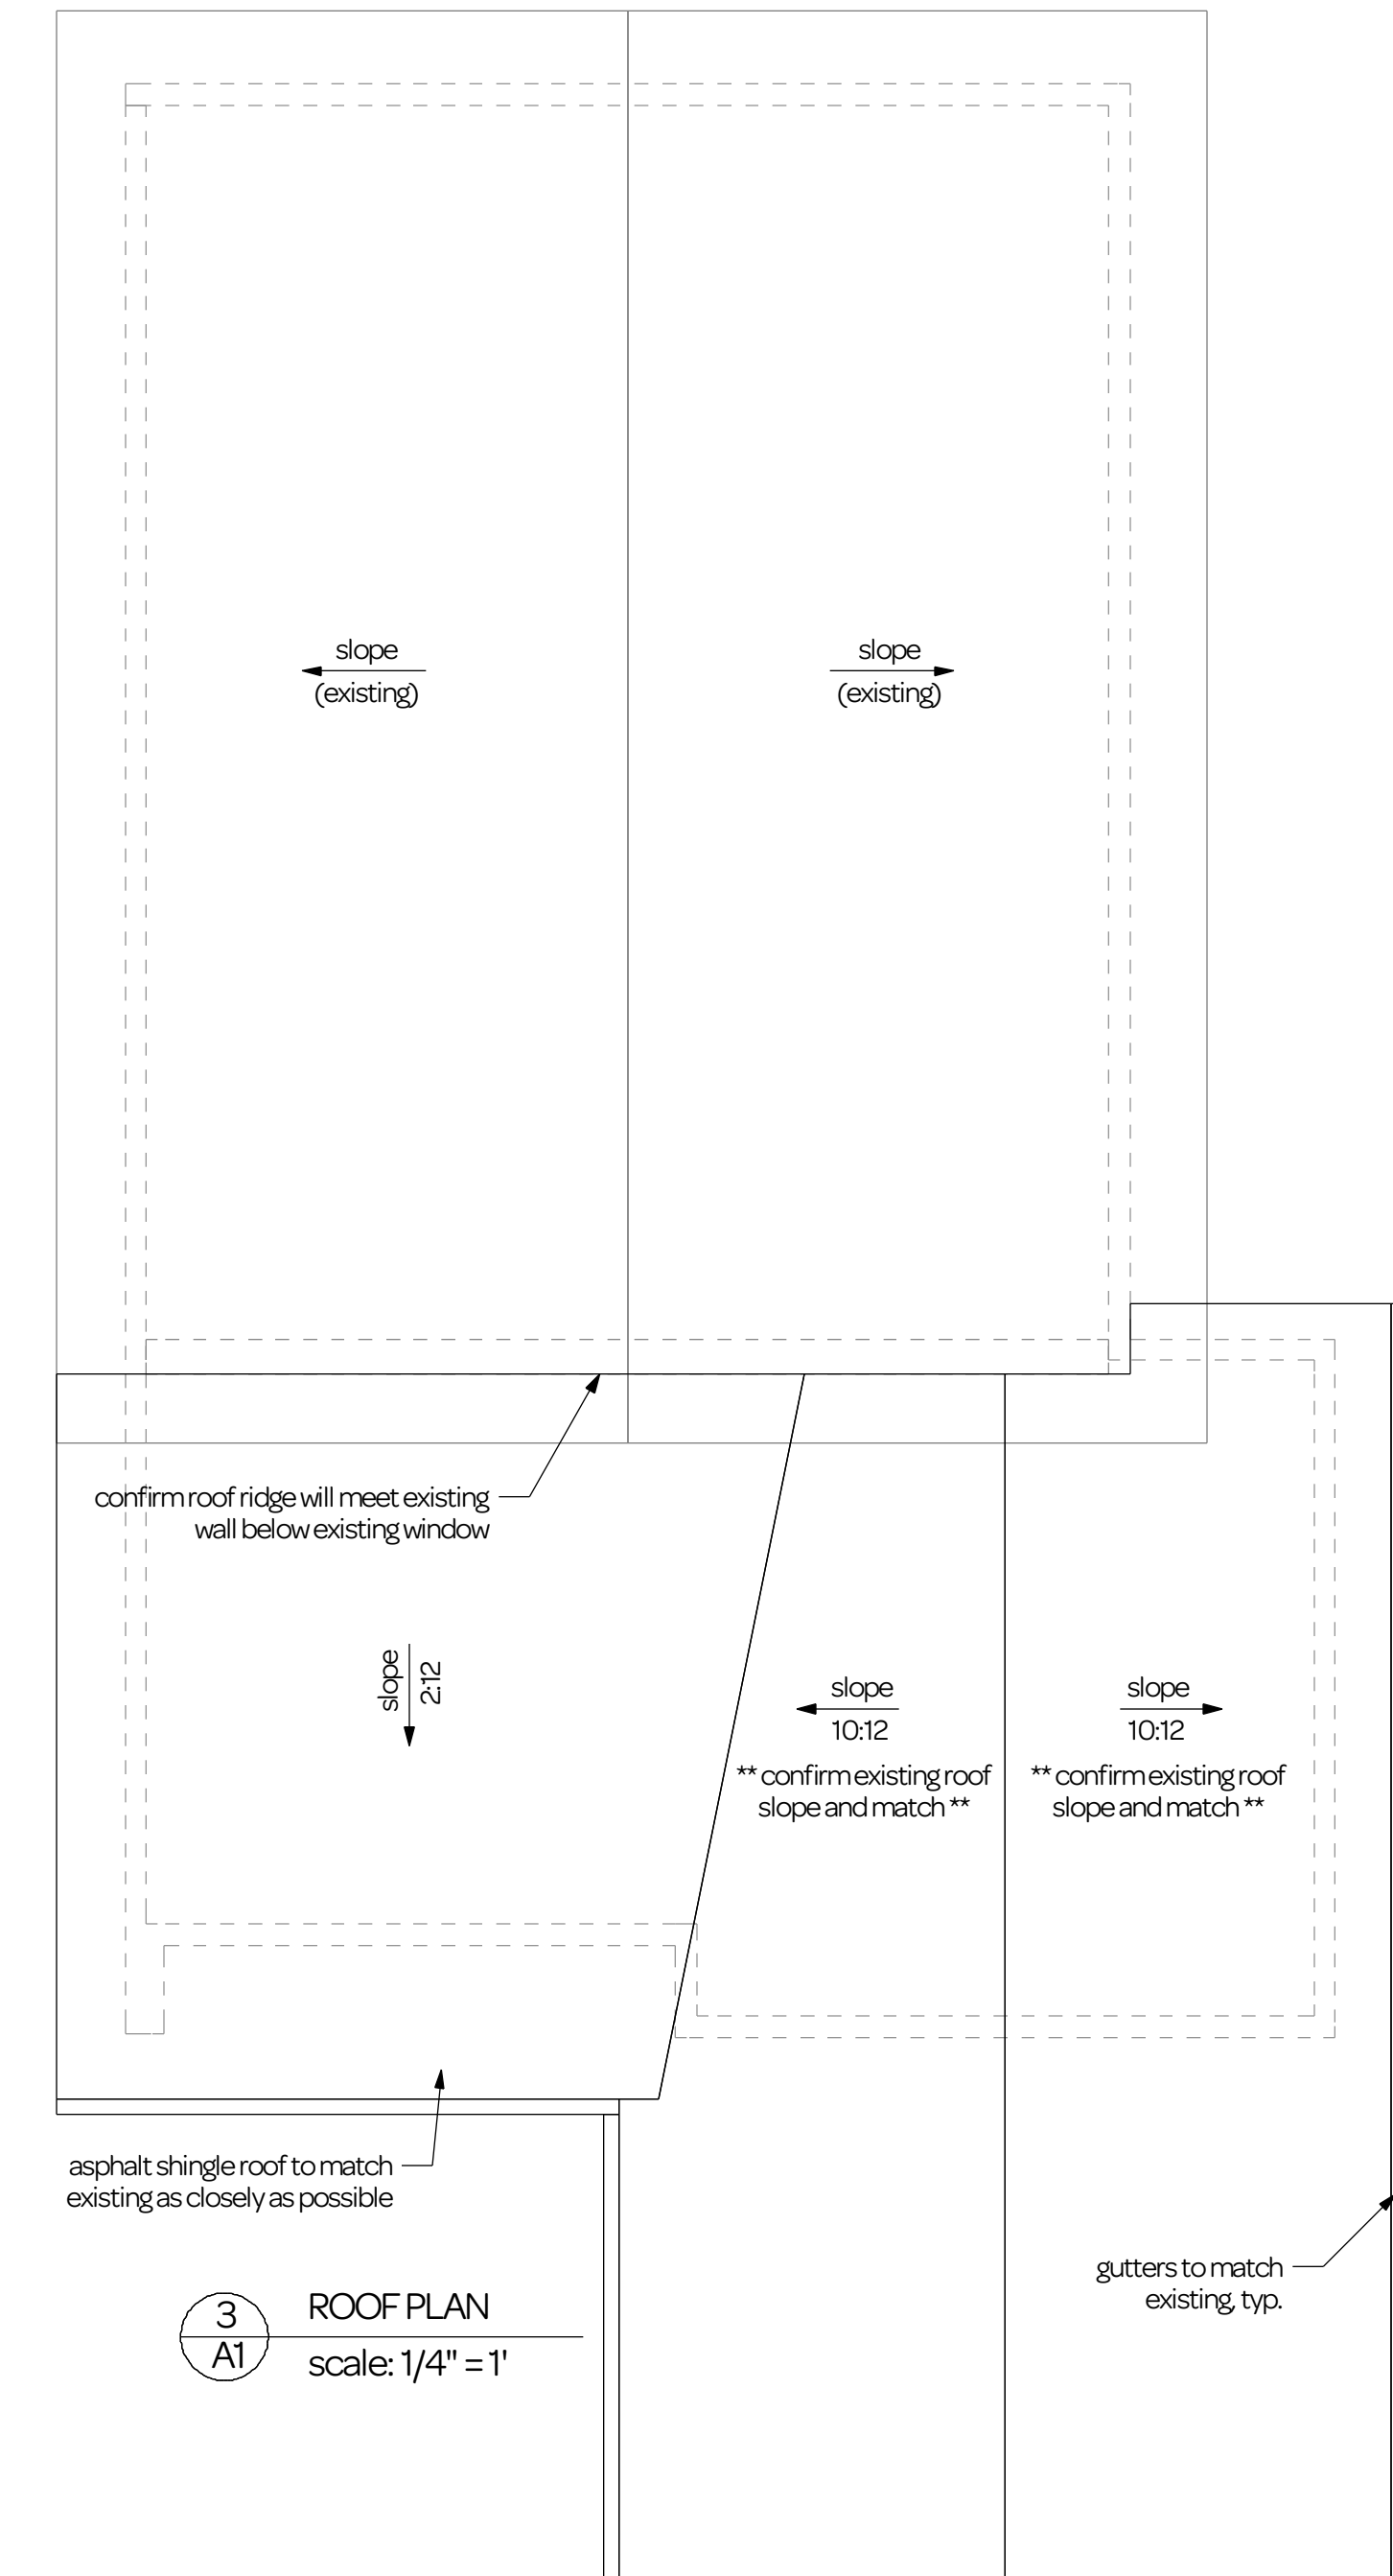 slope
(existing)
slope
(existing)
confirm roof ridge will meet existing
wall below existing window
slope
2:12
slope
10:12
** confirm existing roof
slope and match **
slope
10:12
** confirm existing roof
slope and match **
asphalt shingle roof to match
existing as closely as possible
gutters to match
existing, typ.
3
A1
ROOF PLAN
scale: 1/4" = 1'